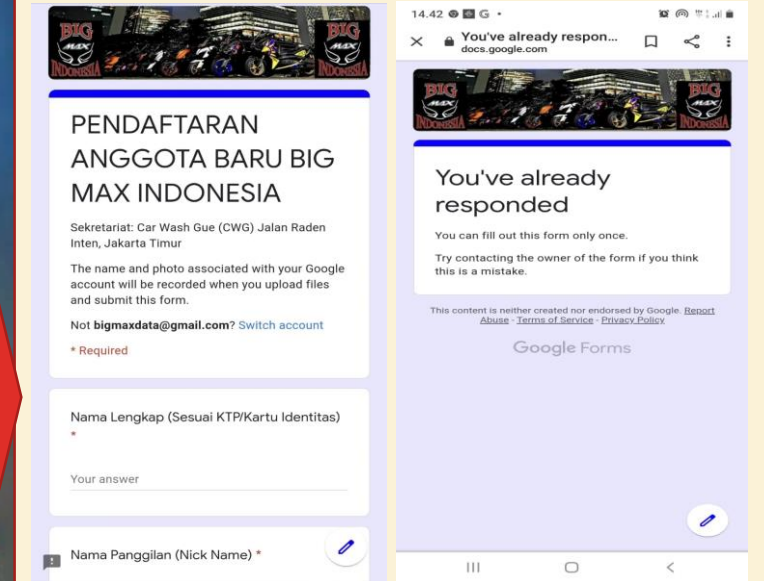 BIG
MAX
INDONESIA
BIG
MAX
INDONESIA
PENDAFTARAN
ANGGOTA BARU BIG
MAX INDONESIA
Sekretariat: Car Wash Gue (CWG) Jalan Raden
Inten, Jakarta Timur
The name and photo associated with your Google
account will be recorded when you upload files
and submit this form.
Not bigmaxdata@gmail.com? Switch account
* Required
Nama Lengkap (Sesuai KTP/Kartu Identitas)
*
Your answer
Nama Panggilan (Nick Name) *
14.42 G •
You've already respon...
docs.google.com
BIG
MAX
INDONESIA
BIG
MAX
INDONESIA
You've already
responded
You can fill out this form only once.
Try contacting the owner of the form if you think
this is a mistake.
This content is neither created nor endorsed by Google. Report
Abuse - Terms of Service - Privacy Policy
Google Forms